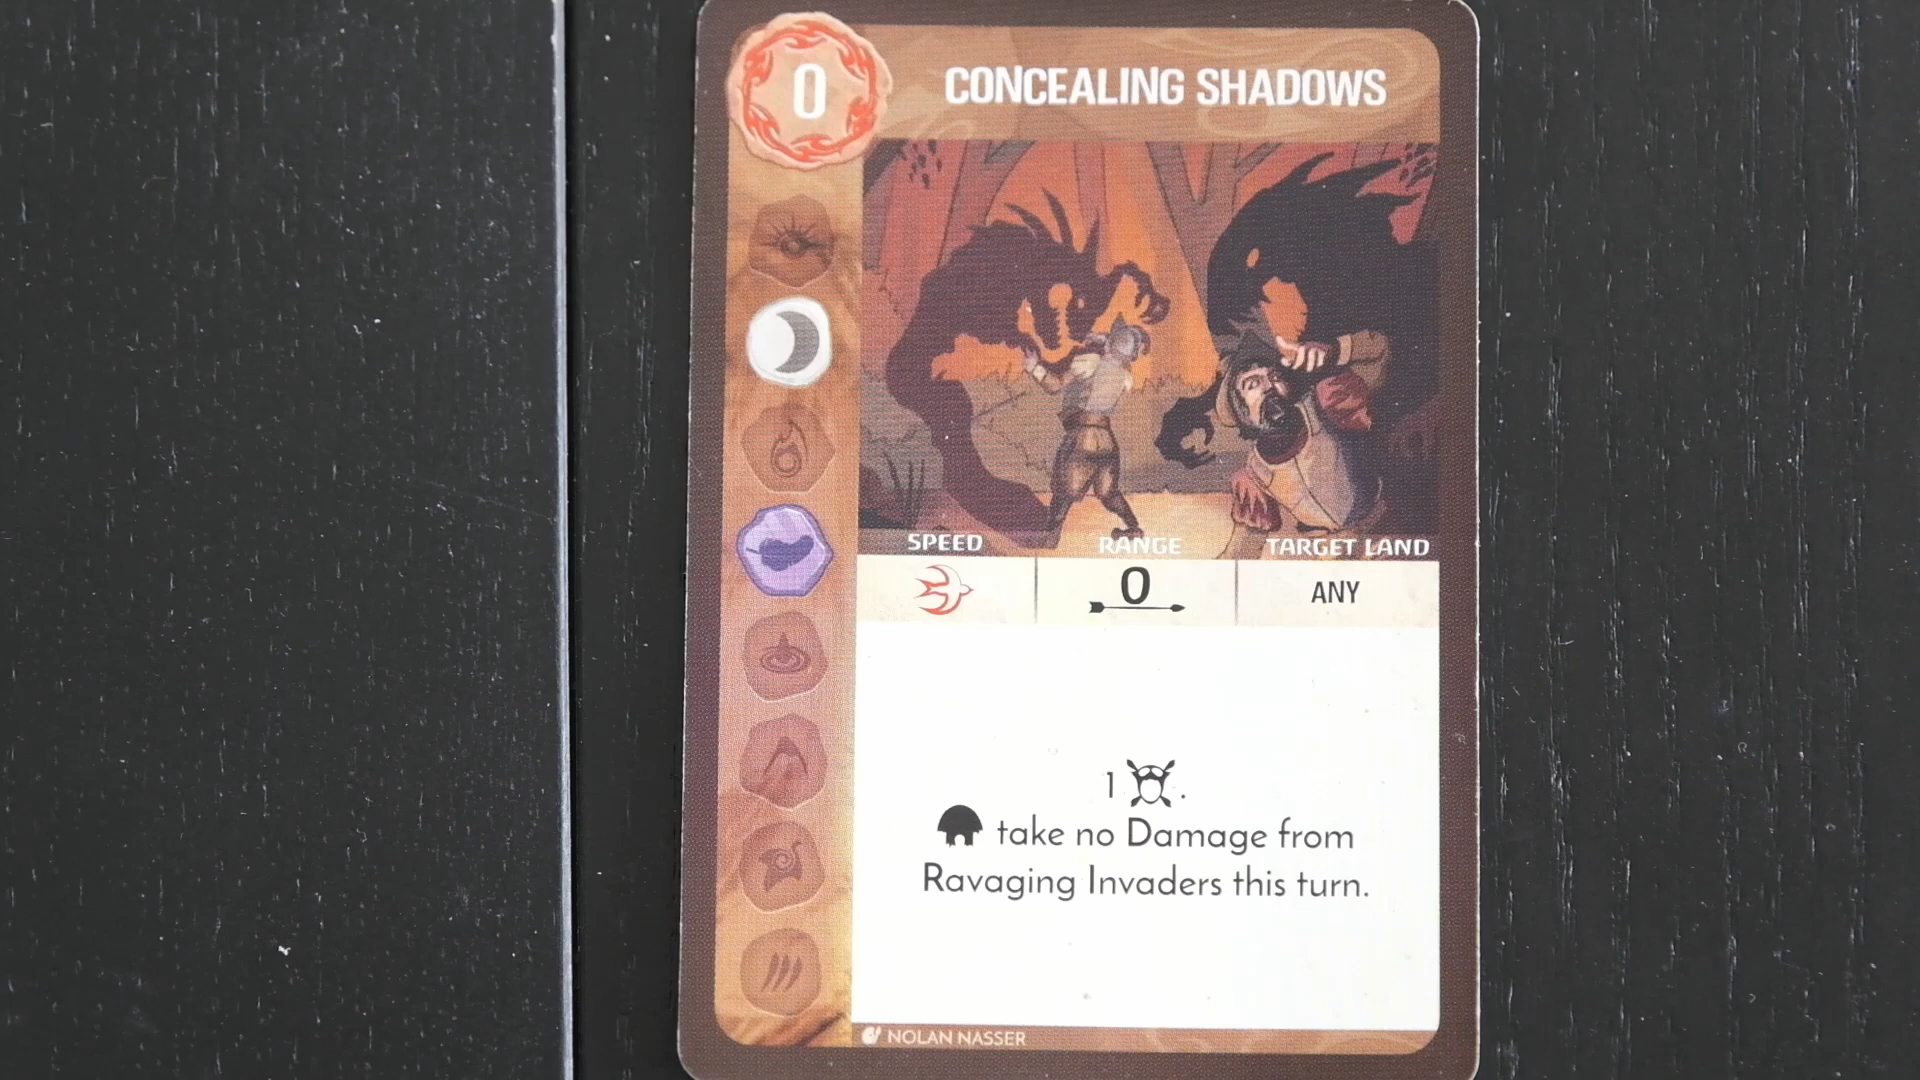 0
CONCEALING SHADOWS
SPEED RANGE TARGET LAND
0 ANY
1 .
take no Damage from
Ravaging Invaders this turn.
NOLAN NASSER